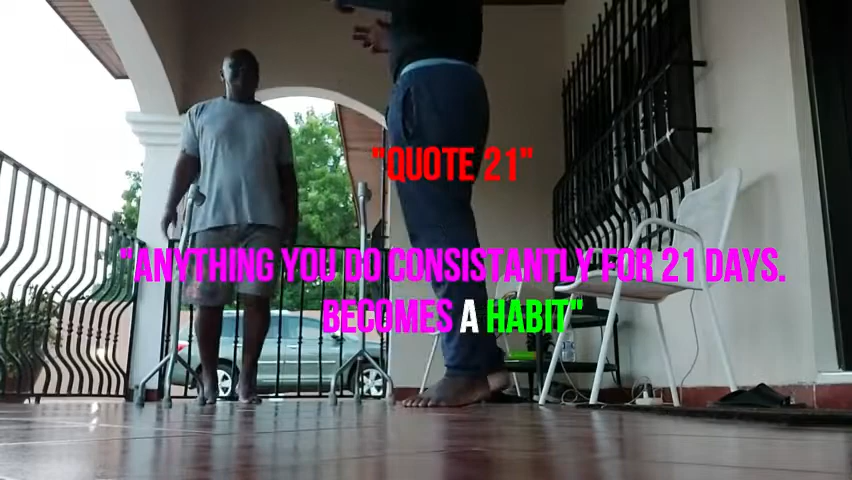 "QUOTE 21"
"ANYTHING YOU DO CONSISTANTLY FOR 21 DAYS.
BECOMES A HABIT"